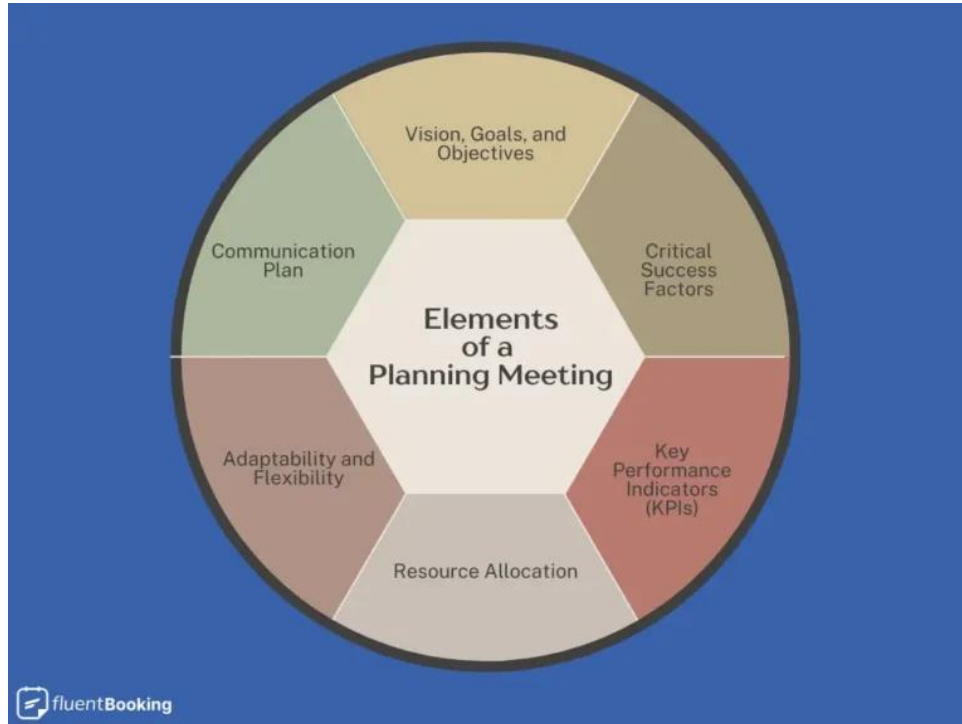 Vision, Goals, and
Objectives
Critical
Success
Factors
Key
Performance
Indicators
(KPIs)
Resource Allocation
Adaptability and
Flexibility
Communication
Plan
Elements
of a
Planning Meeting
fluentBooking